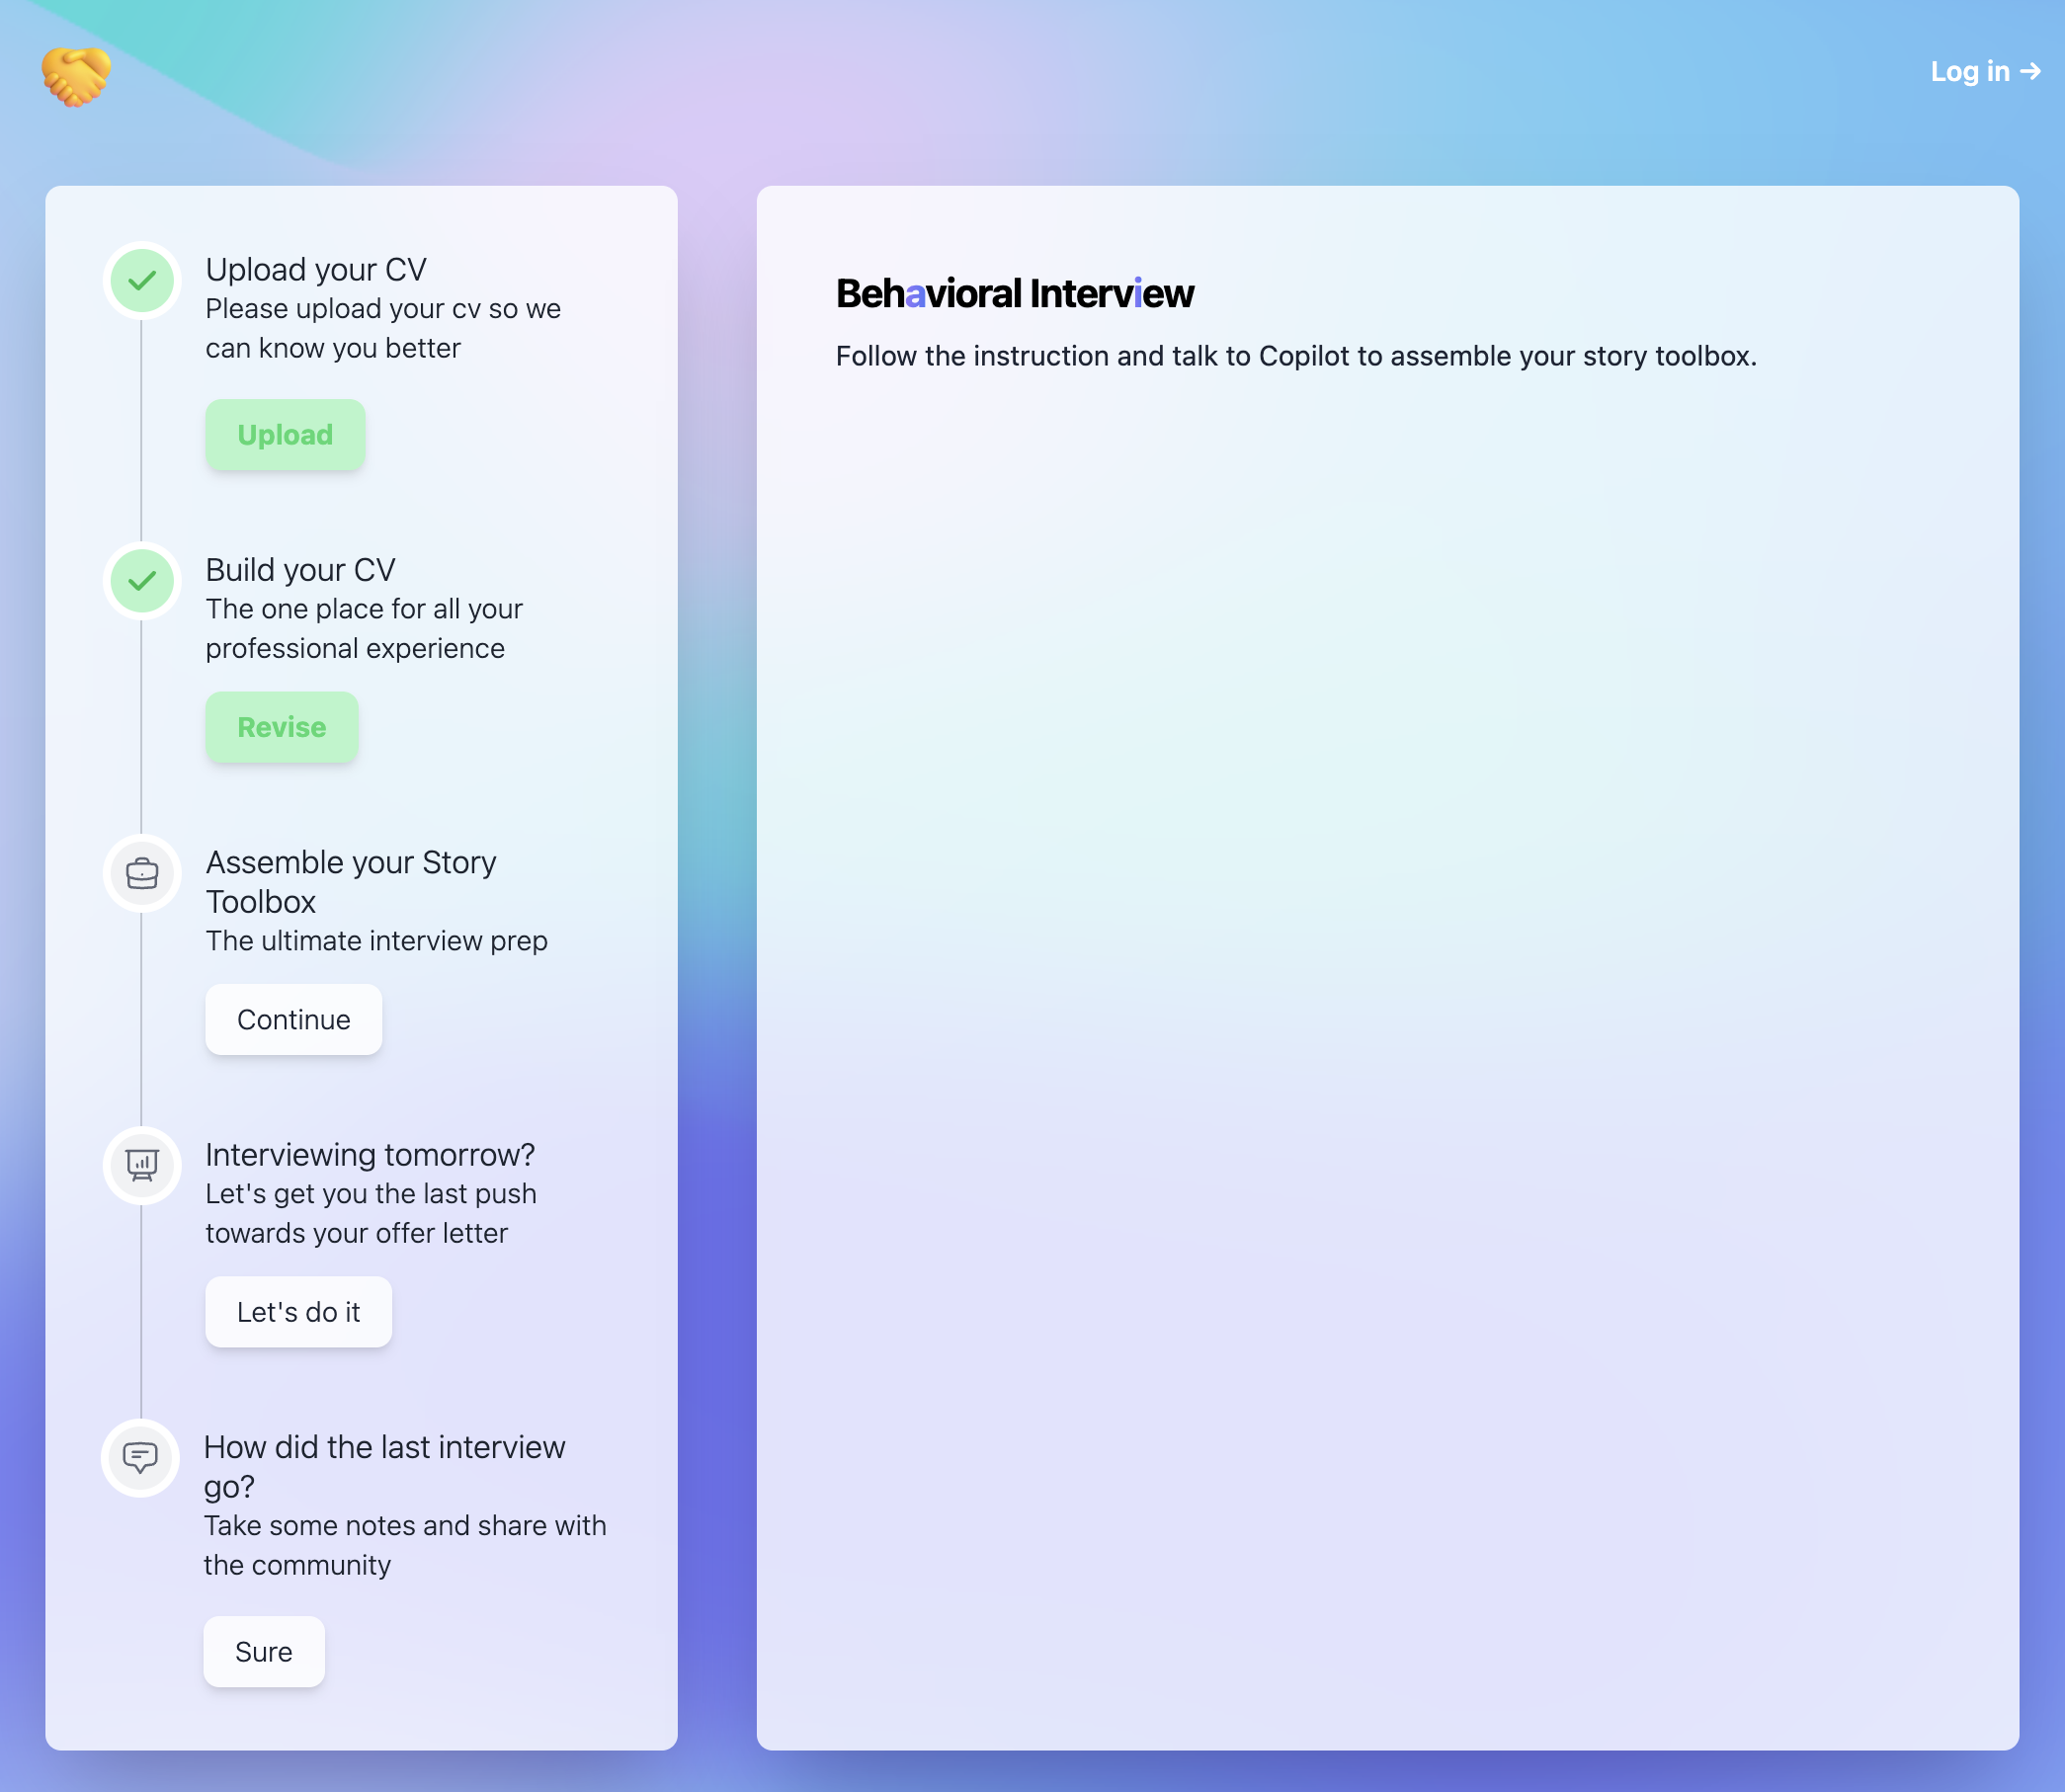 Log in →
Upload your CV
Please upload your cv so we
can know you better
Upload
Build your CV
The one place for all your
professional experience
Revise
Assemble your Story
Toolbox
The ultimate interview prep
Continue
Interviewing tomorrow?
Let's get you the last push
towards your offer letter
Let's do it
How did the last interview
go?
Take some notes and share with
the community
Sure
Behavioral Interview
Follow the instruction and talk to Copilot to assemble your story toolbox.